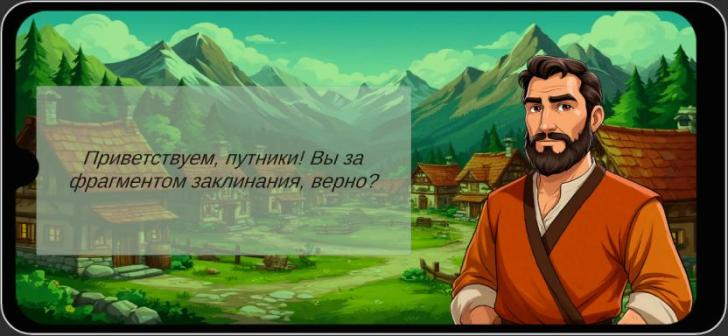 Приветствуем, путники! Вы за
фрагментом заклинания, верно?